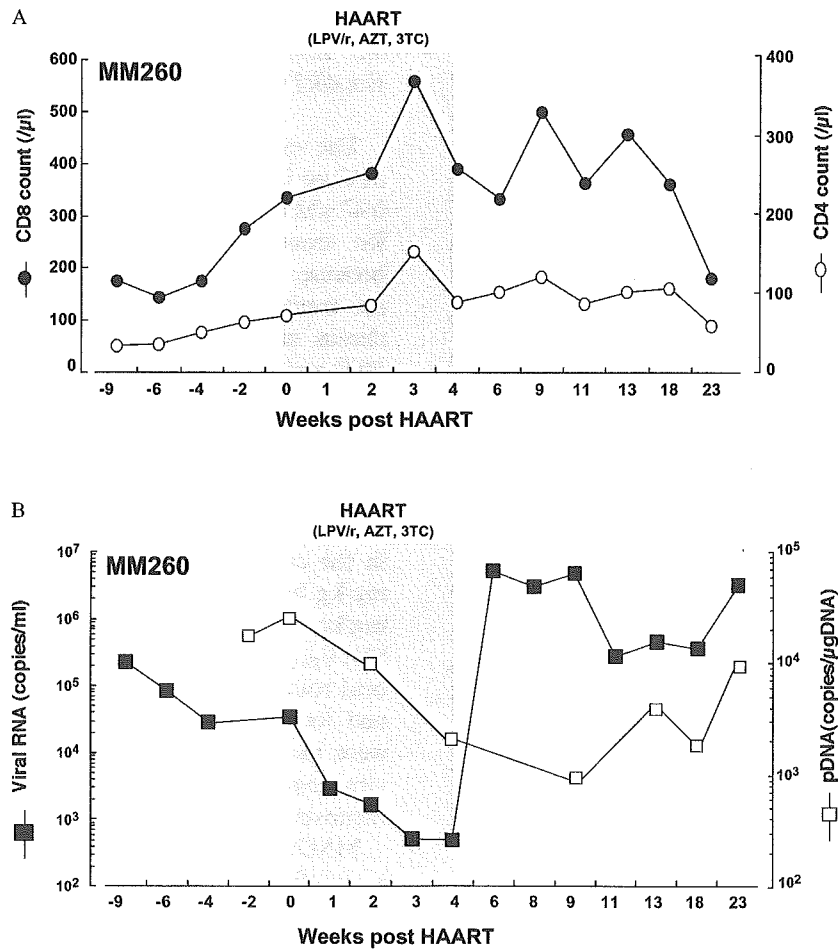 A
HAART
(LPV/r, AZT, 3TC)
MM260
CD8 count (/µl)
600
500
400
300
200
100
0
400
300
200
100
0
CD4 count (/µl)
-9 -6 -4 -2 0 1 2 3 4 6 9 11 13 18 23
Weeks post HAART
B
HAART
(LPV/r, AZT, 3TC)
MM260
Viral RNA (copies/ml)
10⁷
10⁶
10⁵
10⁴
10³
10²
10⁵
10⁴
10³
10²
pDNA(copies/µgDNA)
-9 -6 -4 -2 0 1 2 3 4 6 8 9 11 13 18 23
Weeks post HAART